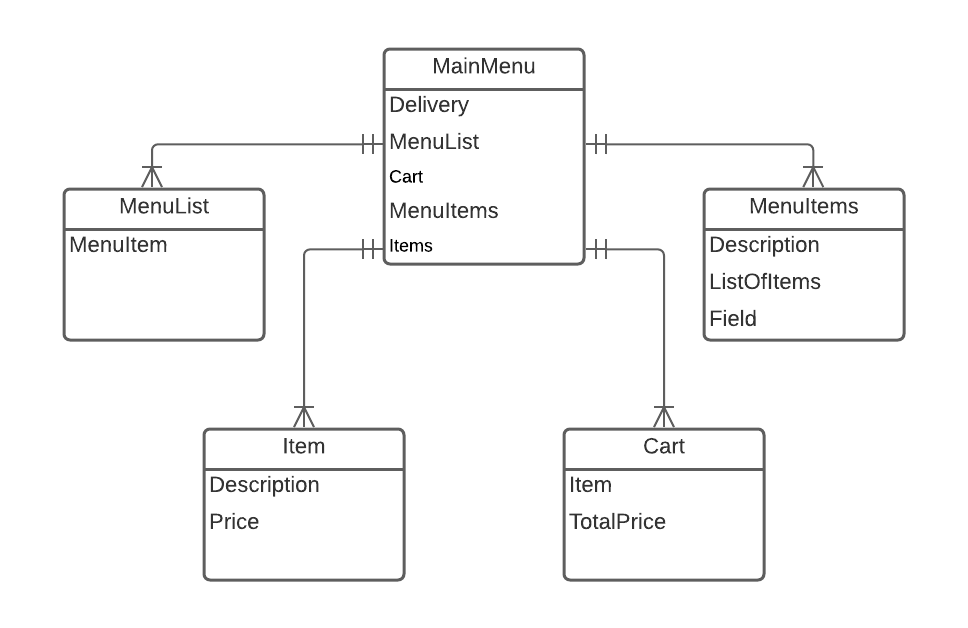 MainMenu
Delivery
MenuList
Cart
MenuItems
Items
MenuList
MenuItem
MenuItems
Description
ListOfItems
Field
Item
Description
Price
Cart
Item
TotalPrice